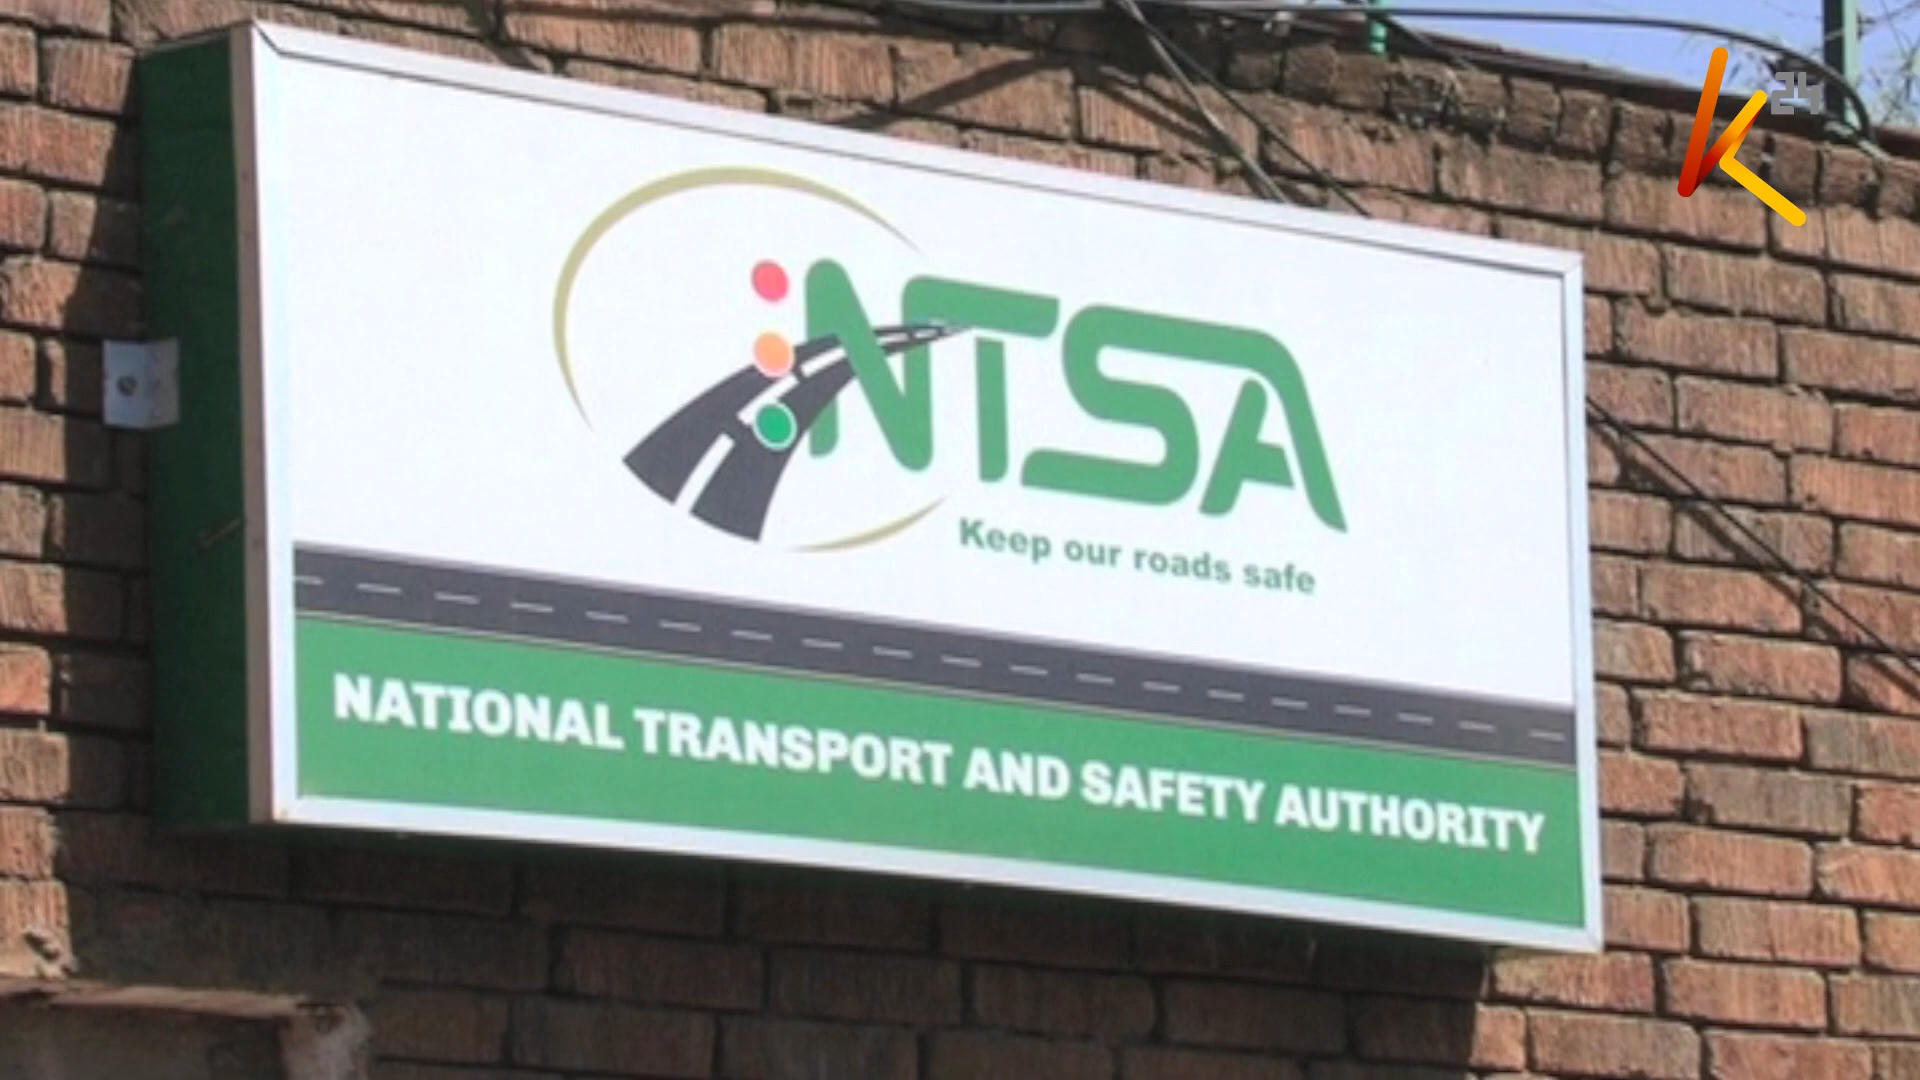 K24
NTSA
Keep our roads safe
NATIONAL TRANSPORT AND SAFETY AUTHORITY